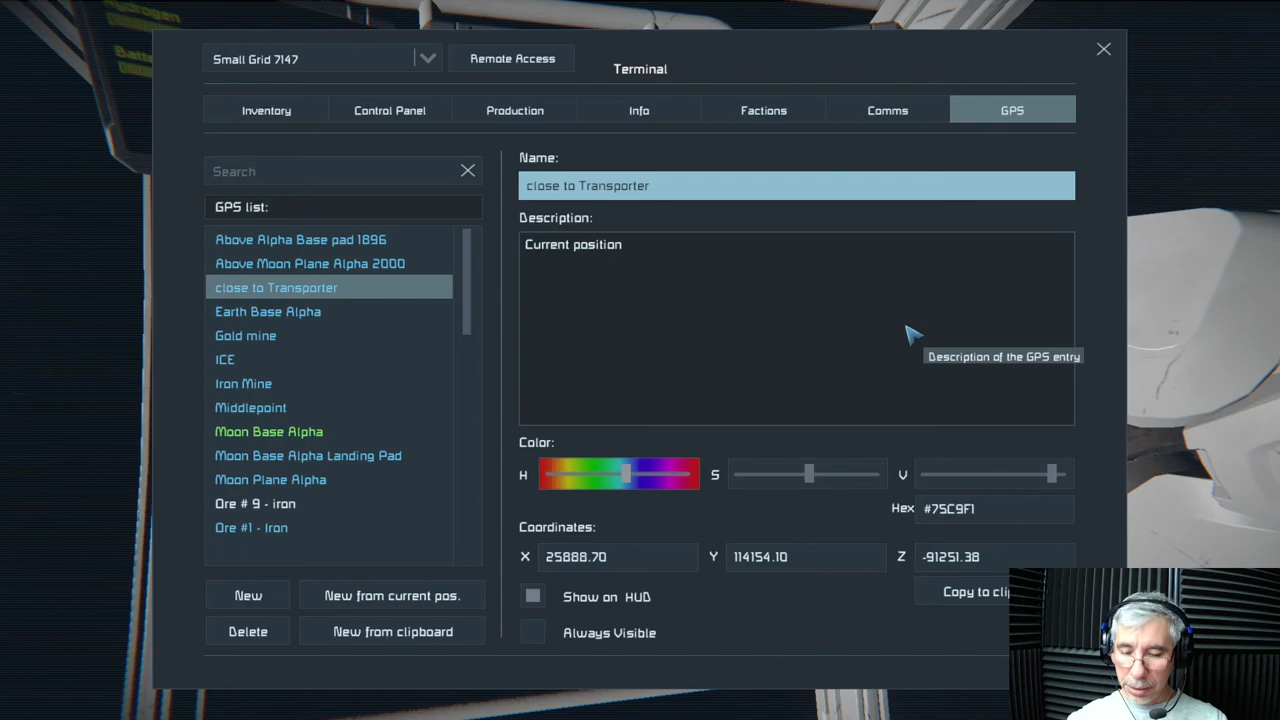 Hydrogen
Small Grid 7147
Remote Access
Terminal
Inventory
Control Panel
Production
Info
Factions
Comms
GPS
Search
GPS list:
Above Alpha Base pad 1896
Above Moon Plane Alpha 2000
close to Transporter
Earth Base Alpha
Gold mine
ICE
Iron Mine
Middlepoint
Moon Base Alpha
Moon Base Alpha Landing Pad
Moon Plane Alpha
Ore # 9 - iron
Ore #1 - Iron
New
New from current pos.
Delete
New from clipboard
Name:
close to Transporter
Description:
Current position
Description of the GPS entry
Color:
H
S
V
Hex #75C9F1
Coordinates:
X 25888.70 Y 114154.10 Z -91251.38
Show on HUD
Copy to cli
Always Visible